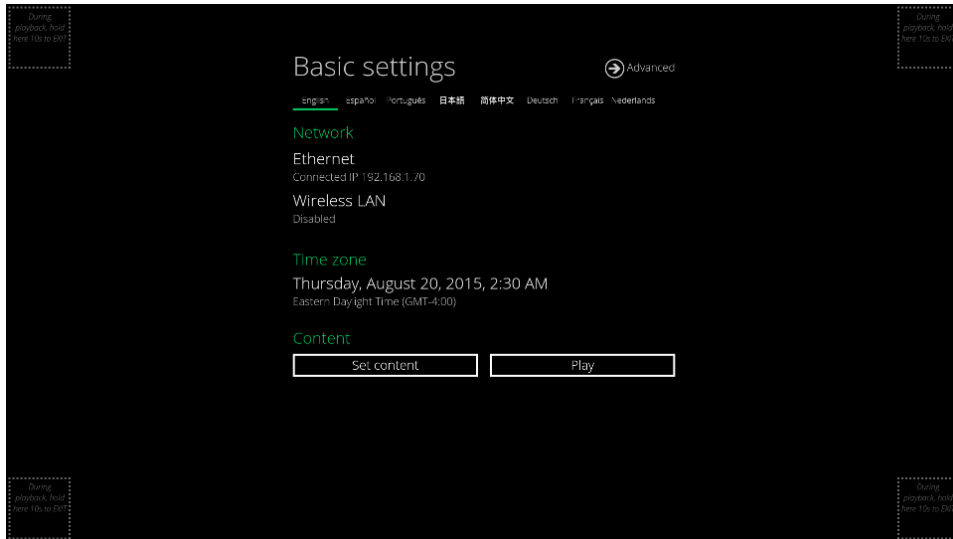 During
playback, hold
here 10s to EXIT
During
playback, hold
here 10s to EXIT
Basic settings
Advanced
English Español Português 日本語 简体中文 Deutsch Français Nederlands
Network
Ethernet
Connected IP 192.168.1.70
Wireless LAN
Disabled
Time zone
Thursday, August 20, 2015, 2:30 AM
Eastern Daylight Time (GMT-4:00)
Content
Set content
Play
During
playback, hold
here 10s to EXIT
During
playback, hold
here 10s to EXIT